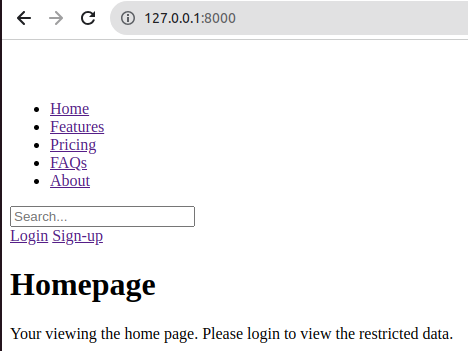 127.0.0.1:8000
Home
Features
Pricing
FAQs
About
Search...
Login Sign-up
Homepage
Your viewing the home page. Please login to view the restricted data.